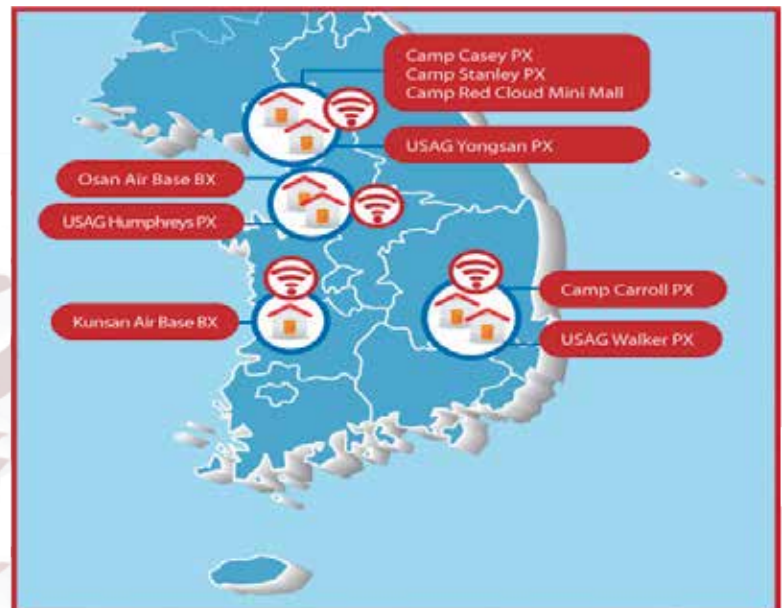 Camp Casey PX
Camp Stanley PX
Camp Red Cloud Mini Mall
USAG Yongsan PX
Osan Air Base BX
USAG Humphreys PX
Kunsan Air Base BX
Camp Carroll PX
USAG Walker PX